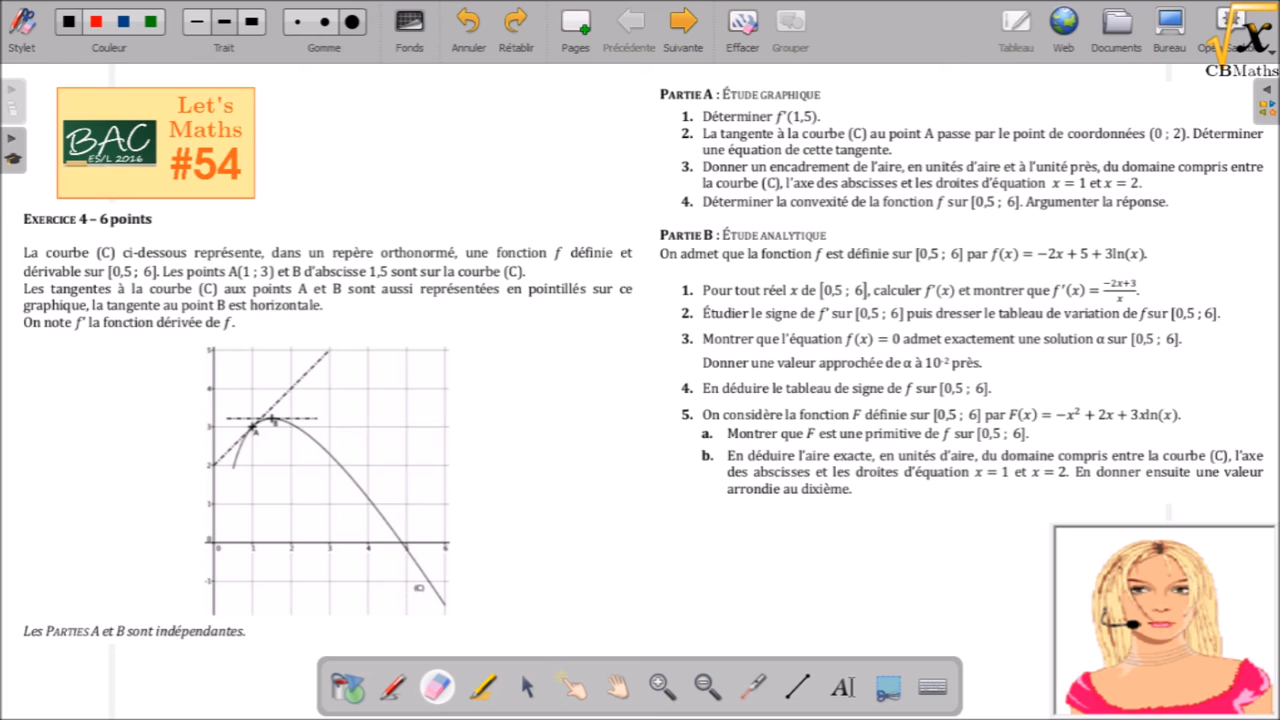 Stylet
Couleur
Trait
Gomme
Fonds
Annuler
Rétablir
Pages
Précédente
Suivante
Effacer
Grouper
Tableau
Web
Documents
Bureau
CBMaths
BAC
ES/L 2016
Let's
Maths
#54
EXERCICE 4 – 6 points
La courbe (C) ci-dessous représente, dans un repère orthonormé, une fonction f définie et
dérivable sur [0,5 ; 6]. Les points A(1 ; 3) et B d'abscisse 1,5 sont sur la courbe (C).
Les tangentes à la courbe (C) aux points A et B sont aussi représentées en pointillés sur ce
graphique, la tangente au point B est horizontale.
On note f' la fonction dérivée de f.
5
4
3
2
1
0
-1
0 1 2 3 4 5 6
A
B
Les PARTIES A et B sont indépendantes.
PARTIE A : ÉTUDE GRAPHIQUE
1. Déterminer f'(1,5).
2. La tangente à la courbe (C) au point A passe par le point de coordonnées (0 ; 2). Déterminer
une équation de cette tangente.
3. Donner un encadrement de l'aire, en unités d'aire et à l'unité près, du domaine compris entre
la courbe (C), l'axe des abscisses et les droites d'équation x = 1 et x = 2.
4. Déterminer la convexité de la fonction f sur [0,5 ; 6]. Argumenter la réponse.
PARTIE B : ÉTUDE ANALYTIQUE
On admet que la fonction f est définie sur [0,5 ; 6] par f(x) = −2x + 5 + 3ln(x).
1. Pour tout réel x de [0,5 ; 6], calculer f'(x) et montrer que f'(x) = (−2x+3)/x.
2. Étudier le signe de f' sur [0,5 ; 6] puis dresser le tableau de variation de f sur [0,5 ; 6].
3. Montrer que l'équation f(x) = 0 admet exactement une solution α sur [0,5 ; 6].
Donner une valeur approchée de α à 10⁻² près.
4. En déduire le tableau de signe de f sur [0,5 ; 6].
5. On considère la fonction F définie sur [0,5 ; 6] par F(x) = −x² + 2x + 3xln(x).
a. Montrer que F est une primitive de f sur [0,5 ; 6].
b. En déduire l'aire exacte, en unités d'aire, du domaine compris entre la courbe (C), l'axe
des abscisses et les droites d'équation x = 1 et x = 2. En donner ensuite une valeur
arrondie au dixième.